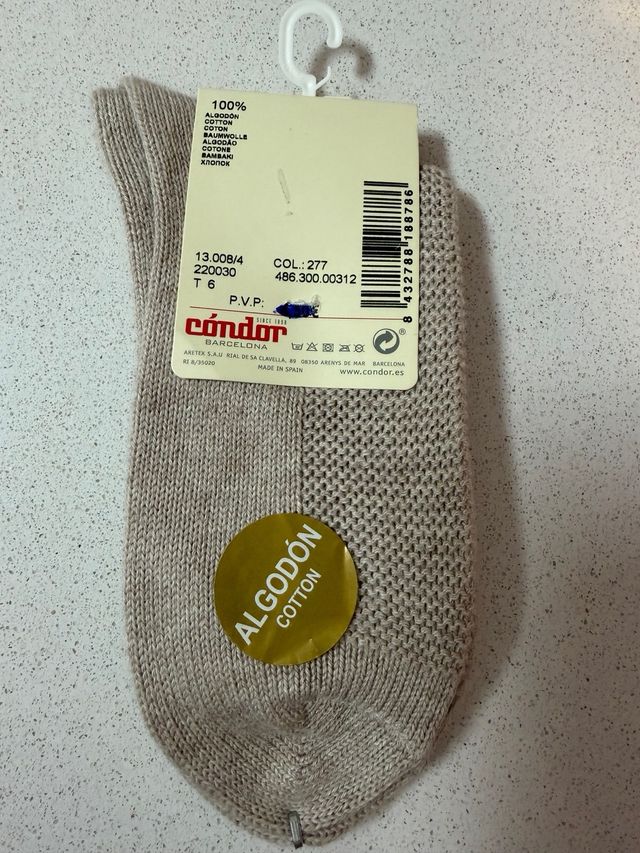 100%
ALGODÓN
COTTON
COTON
BAUMWOLLE
ALGODÃO
COTONE
BAMBAKI
ХЛОПОК
13.008/4
220030
T 6
COL.: 277
486.300.00312
P.V.P:
8 432788 188786
SINCE 1898
cóndor
BARCELONA
ARETEX S.A.U RIAL DE SA CLAVELLA, 89 08350 ARENYS DE MAR BARCELONA
RI 8/35020
MADE IN SPAIN
www.condor.es
®
ALGODÓN
COTTON